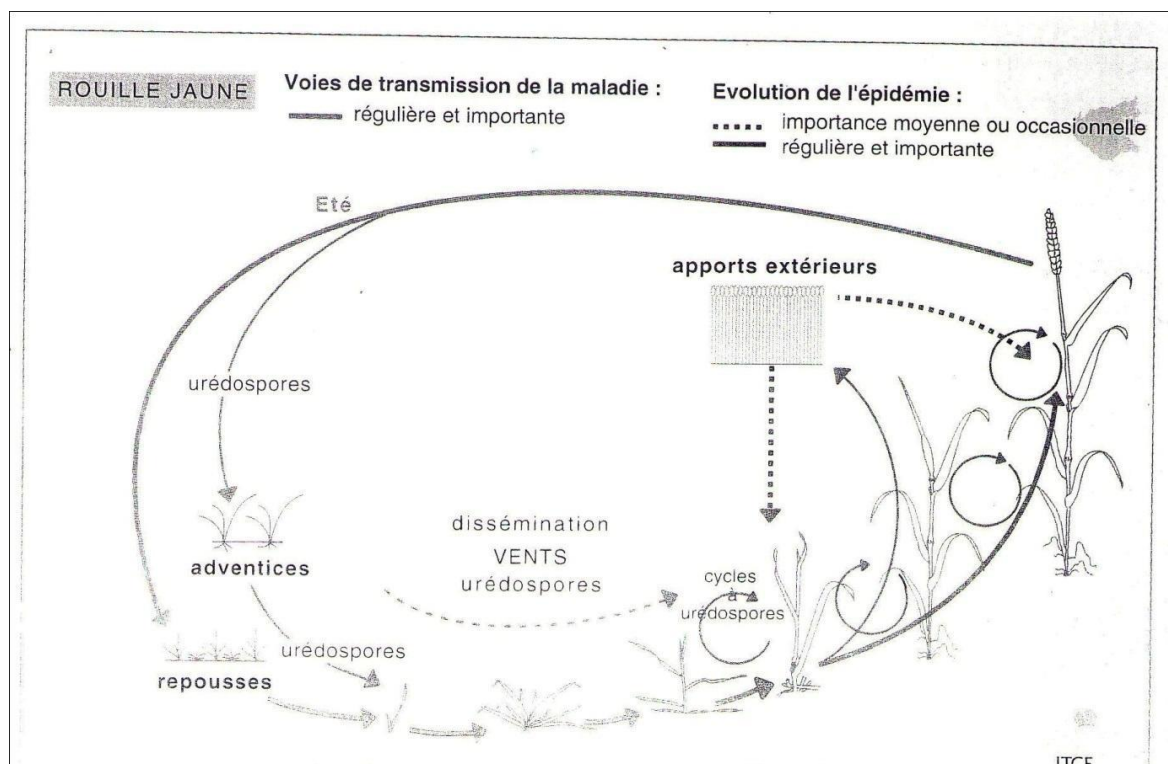 ROUILLE JAUNE
Voies de transmission de la maladie :
régulière et importante
Evolution de l'épidémie :
importance moyenne ou occasionnelle
régulière et importante
Eté
apports extérieurs
urédospores
adventices
dissémination
VENTS
urédospores
cycles
à
urédospores
urédospores
repousses